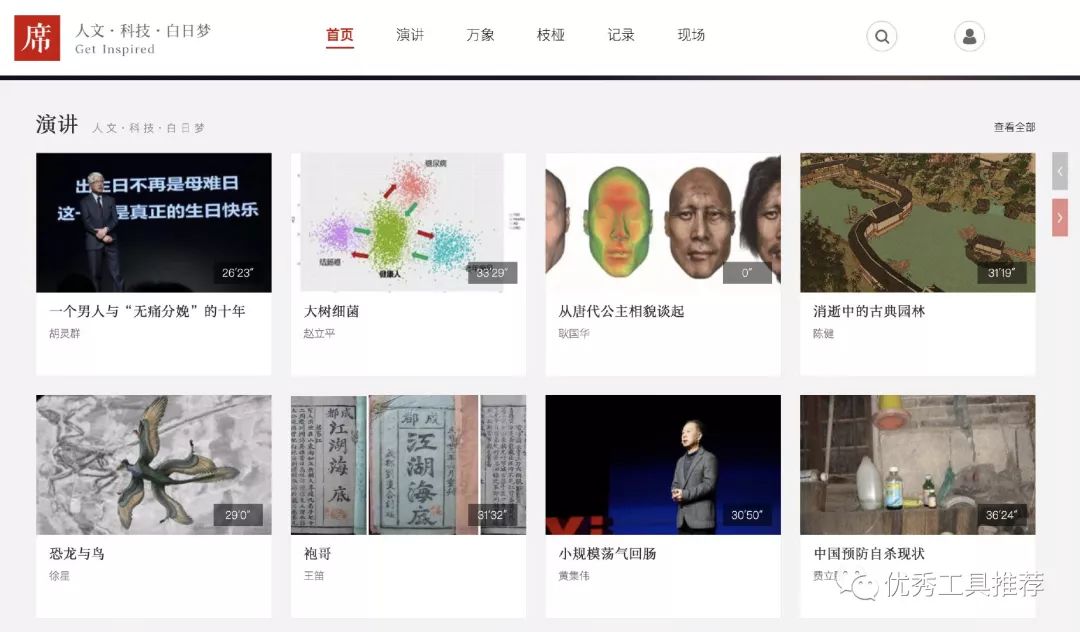 席
人文·科技·白日梦
Get Inspired
首页
演讲
万象
枝桠
记录
现场
演讲 人文·科技·白日梦
查看全部
出生日不再是母难日
是真正的生日快乐
26'23"
糖尿病
结肠癌
健康人
33'29"
0"
31'19"
一个男人与“无痛分娩”的十年
胡灵群
大树细菌
赵立平
从唐代公主相貌谈起
耿国华
消逝中的古典园林
陈健
29'0"
成都
江湖海底
成都
江湖海底
31'32"
30'50"
36'24"
恐龙与鸟
徐星
袍哥
王笛
小规模荡气回肠
黄集伟
中国预防自杀现状
费立
优秀工具推荐